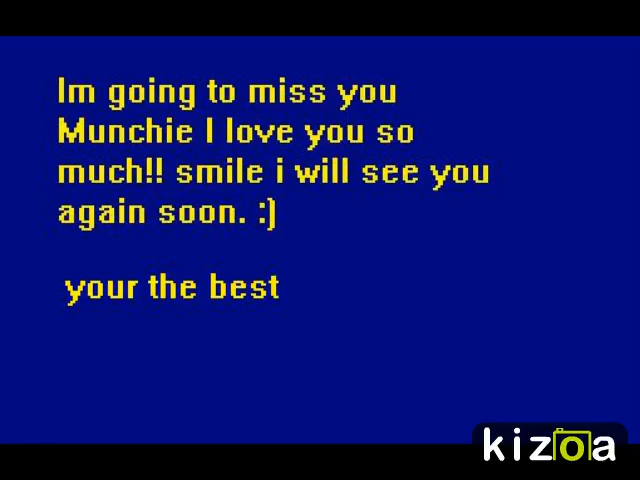 Im going to miss you
Munchie I love you so
much!! smile i will see you
again soon. :)
your the best
kizoa